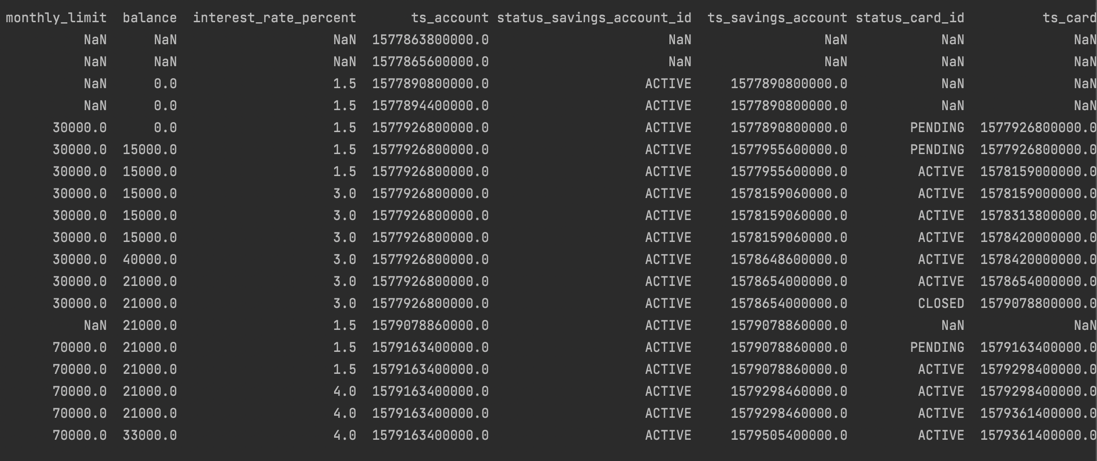 monthly_limit balance interest_rate_percent ts_account status_savings_account_id ts_savings_account status_card_id ts_card
NaN NaN NaN 1577863800000.0 NaN NaN NaN NaN
NaN NaN NaN 1577865600000.0 NaN NaN NaN NaN
NaN 0.0 1.5 1577890800000.0 ACTIVE 1577890800000.0 NaN NaN
NaN 0.0 1.5 1577894400000.0 ACTIVE 1577890800000.0 NaN NaN
30000.0 0.0 1.5 1577926800000.0 ACTIVE 1577890800000.0 PENDING 1577926800000.0
30000.0 15000.0 1.5 1577926800000.0 ACTIVE 1577955600000.0 PENDING 1577926800000.0
30000.0 15000.0 1.5 1577926800000.0 ACTIVE 1577955600000.0 ACTIVE 1578159000000.0
30000.0 15000.0 3.0 1577926800000.0 ACTIVE 1578159060000.0 ACTIVE 1578159000000.0
30000.0 15000.0 3.0 1577926800000.0 ACTIVE 1578159060000.0 ACTIVE 1578313800000.0
30000.0 15000.0 3.0 1577926800000.0 ACTIVE 1578159060000.0 ACTIVE 1578420000000.0
30000.0 40000.0 3.0 1577926800000.0 ACTIVE 1578648600000.0 ACTIVE 1578420000000.0
30000.0 21000.0 3.0 1577926800000.0 ACTIVE 1578654000000.0 ACTIVE 1578654000000.0
30000.0 21000.0 3.0 1577926800000.0 ACTIVE 1578654000000.0 CLOSED 1579078800000.0
NaN 21000.0 1.5 1579078860000.0 ACTIVE 1579078860000.0 NaN NaN
70000.0 21000.0 1.5 1579163400000.0 ACTIVE 1579078860000.0 PENDING 1579163400000.0
70000.0 21000.0 1.5 1579163400000.0 ACTIVE 1579078860000.0 ACTIVE 1579298400000.0
70000.0 21000.0 4.0 1579163400000.0 ACTIVE 1579298460000.0 ACTIVE 1579298400000.0
70000.0 21000.0 4.0 1579163400000.0 ACTIVE 1579298460000.0 ACTIVE 1579361400000.0
70000.0 33000.0 4.0 1579163400000.0 ACTIVE 1579505400000.0 ACTIVE 1579361400000.0